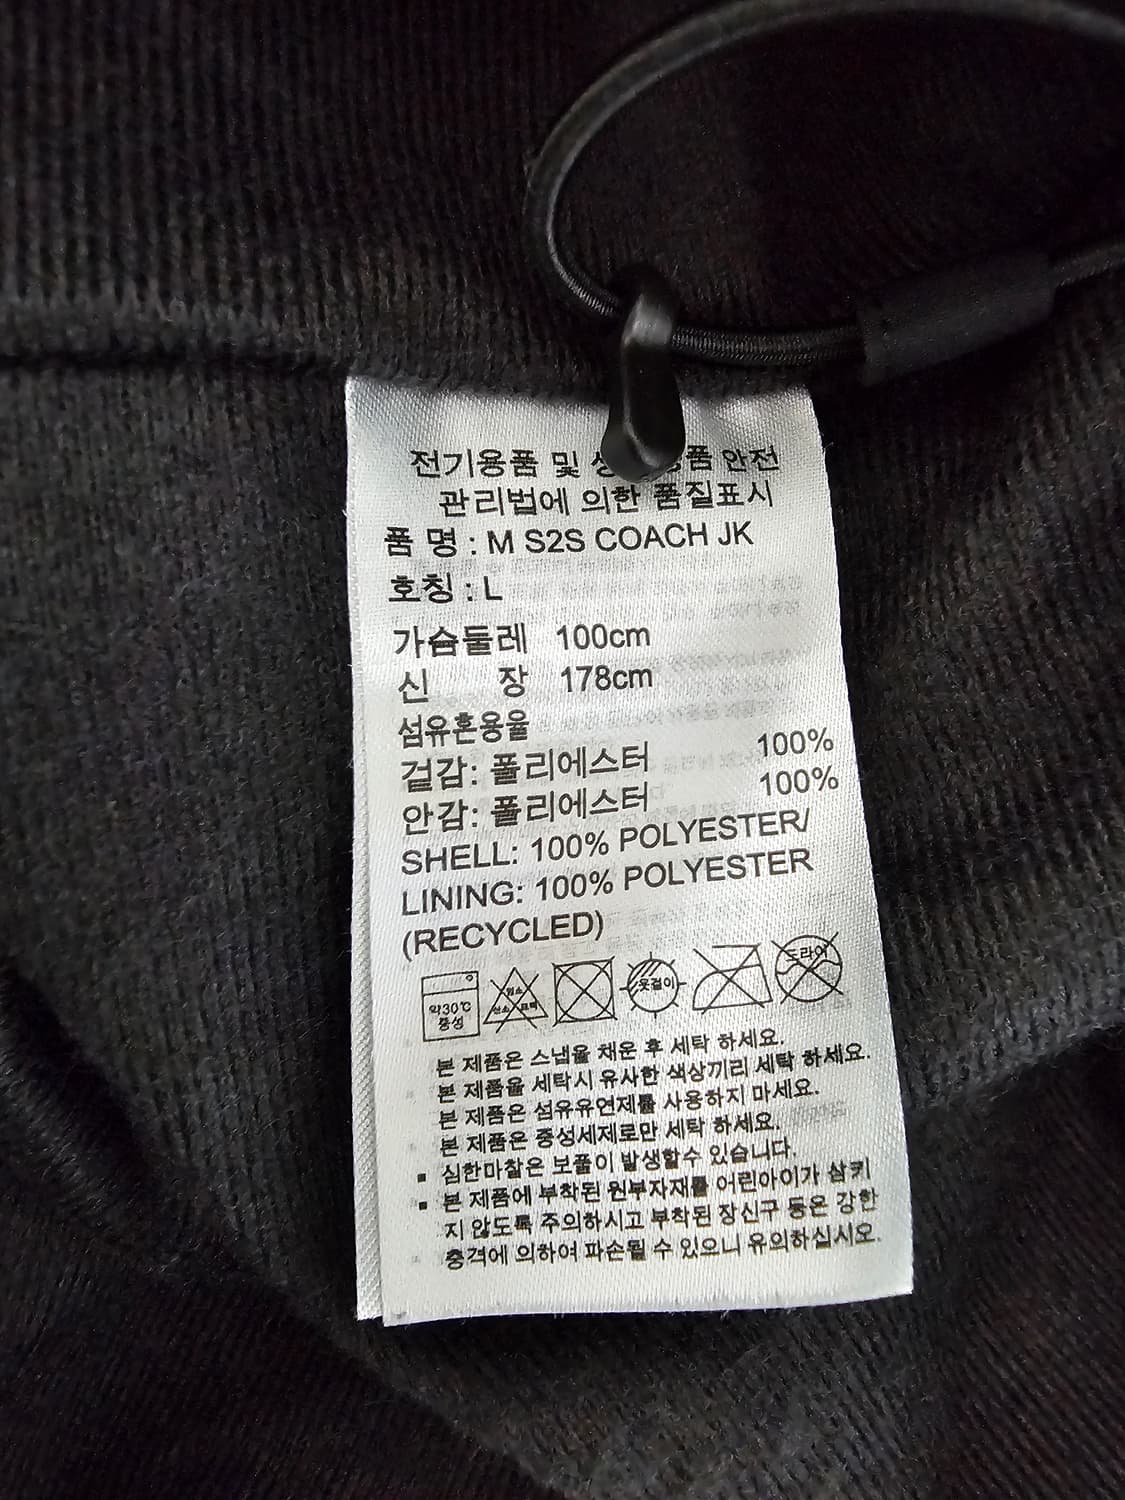 전기용품 및 생 품 안전
관리법에 의한 품질표시
품 명 : M S2S COACH JK
호칭 : L
가슴둘레 100cm
신 장 178cm
섬유혼용율
겉감: 폴리에스터 100%
안감: 폴리에스터 100%
SHELL: 100% POLYESTER/
LINING: 100% POLYESTER
(RECYCLED)
약30℃
중성
염소
산소 표백
옷걸이
드라이
본 제품은 스냅을 채운 후 세탁 하세요.
본 제품을 세탁시 유사한 색상끼리 세탁 하세요.
본 제품은 섬유유연제를 사용하지 마세요.
본 제품은 중성세제로만 세탁 하세요.
▪ 심한마찰은 보풀이 발생할수 있습니다.
▪ 본 제품에 부착된 원부자재를 어린아이가 삼키
지 않도록 주의하시고 부착된 장신구 등은 강한
충격에 의하여 파손될 수 있으니 유의하십시오.